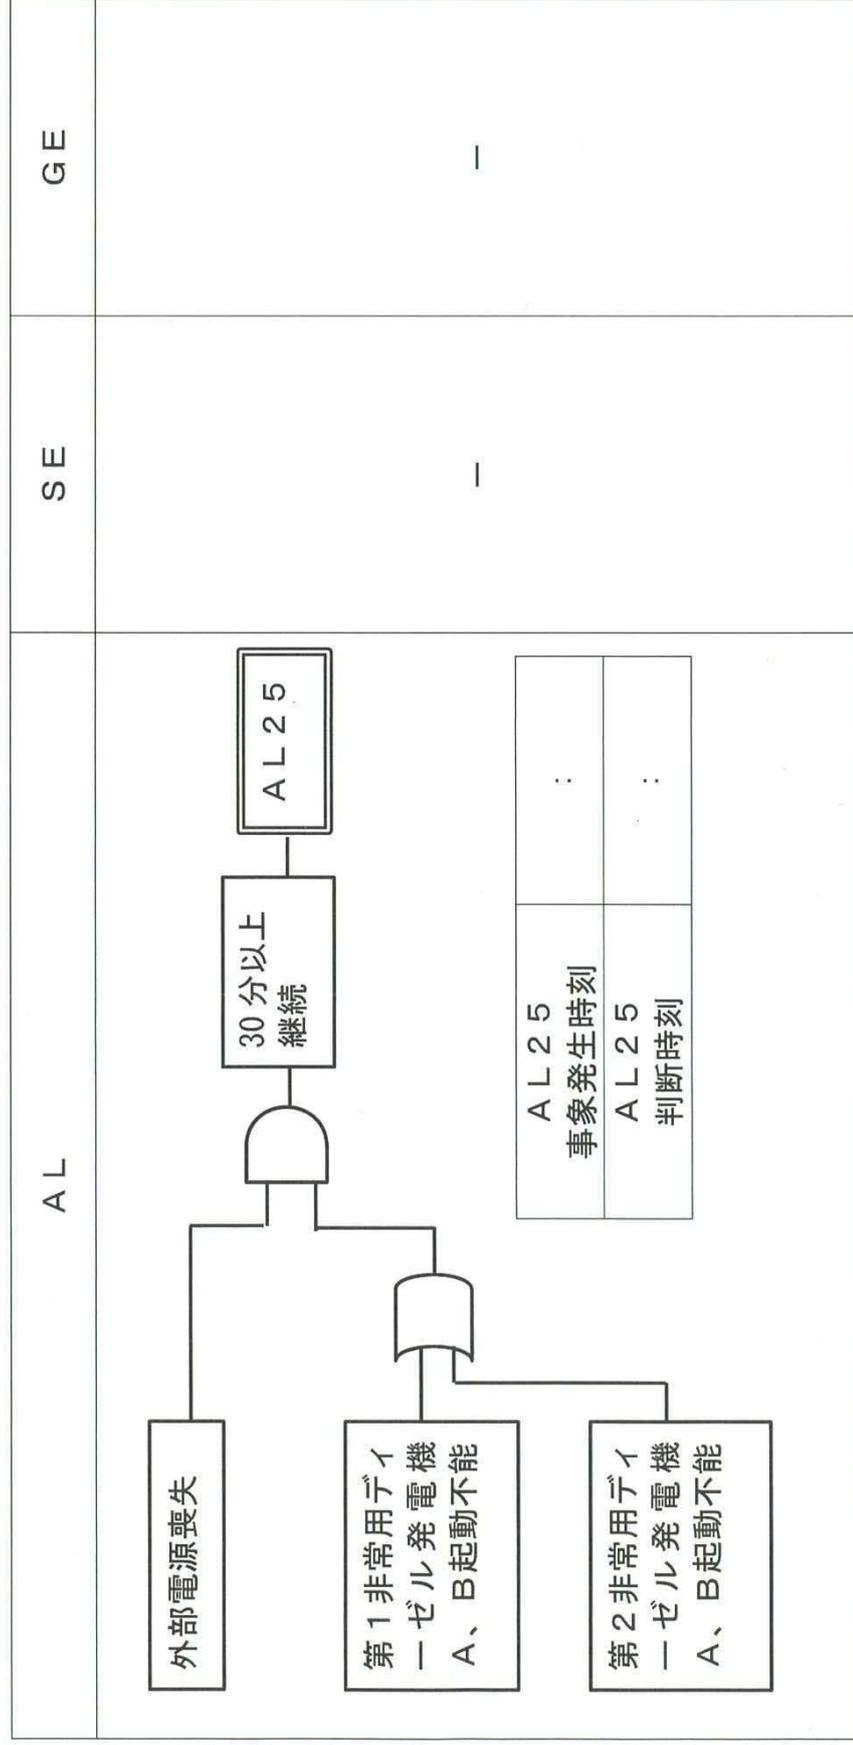 ＡＬ
ＳＥ
ＧＥ
外部電源喪失
第１非常用ディ
ーゼル発電機
Ａ、Ｂ起動不能
第２非常用ディ
ーゼル発電機
Ａ、Ｂ起動不能
30分以上
継続
ＡＬ２５
ＡＬ２５
事象発生時刻
：
ＡＬ２５
判断時刻
：
－
－